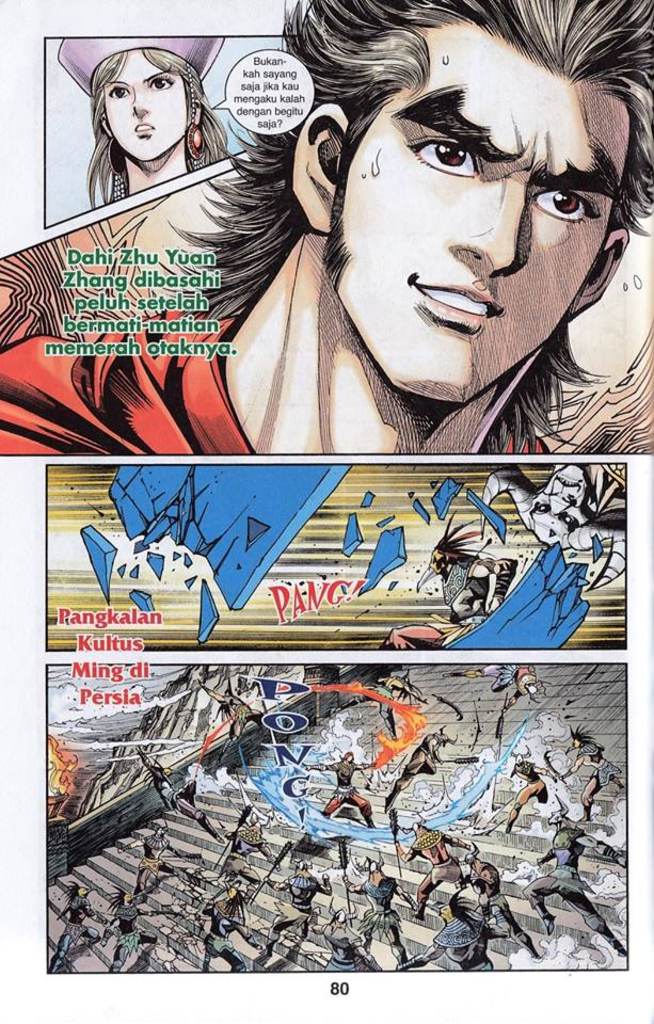 Bukan-
kah sayang
saja jika kau
mengaku kalah
dengan begitu
saja?
Dahi Zhu Yuan
Zhang dibasahi
peluh setelah
bermati-matian
memerah otaknya.
PANG!
Pangkalan
Kultus
Ming di
Persia
PONG!
80